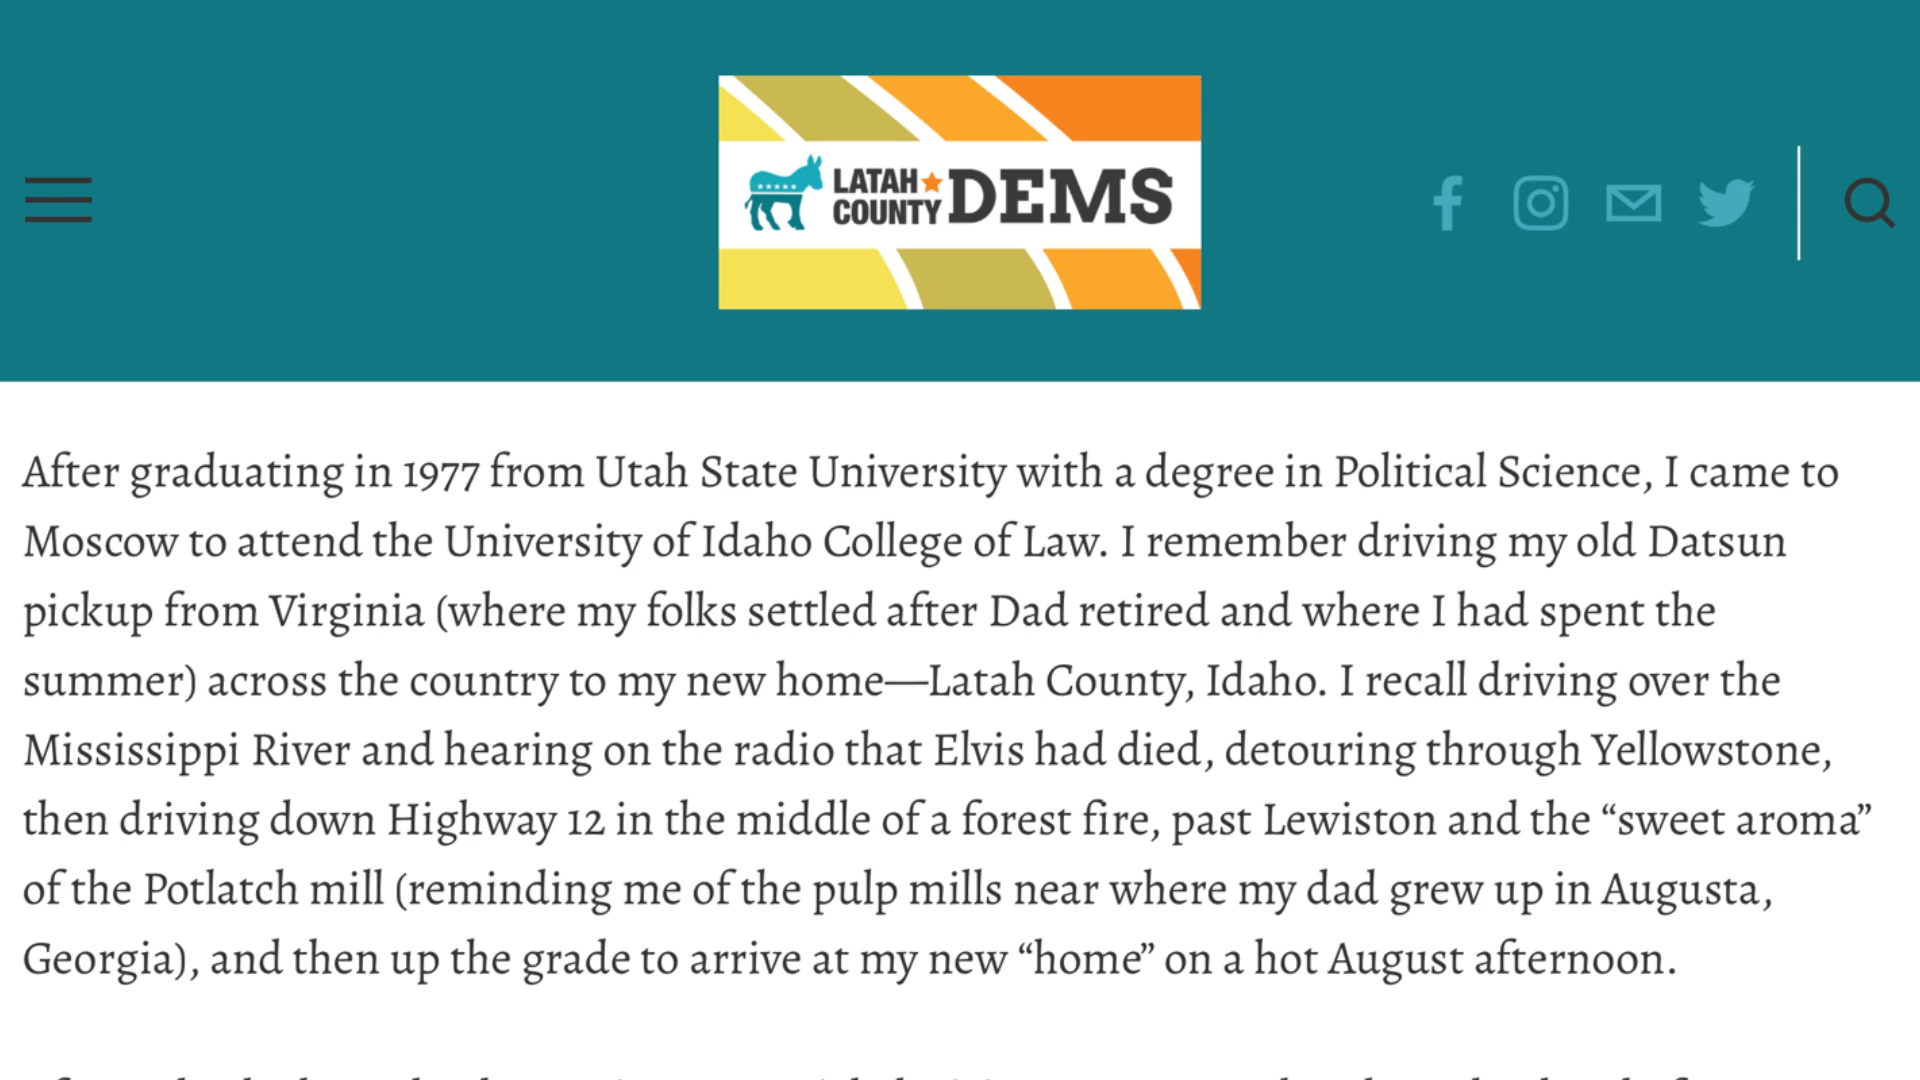 LATAH
COUNTY
DEMS
After graduating in 1977 from Utah State University with a degree in Political Science, I came to
Moscow to attend the University of Idaho College of Law. I remember driving my old Datsun
pickup from Virginia (where my folks settled after Dad retired and where I had spent the
summer) across the country to my new home—Latah County, Idaho. I recall driving over the
Mississippi River and hearing on the radio that Elvis had died, detouring through Yellowstone,
then driving down Highway 12 in the middle of a forest fire, past Lewiston and the “sweet aroma”
of the Potlatch mill (reminding me of the pulp mills near where my dad grew up in Augusta,
Georgia), and then up the grade to arrive at my new “home” on a hot August afternoon.